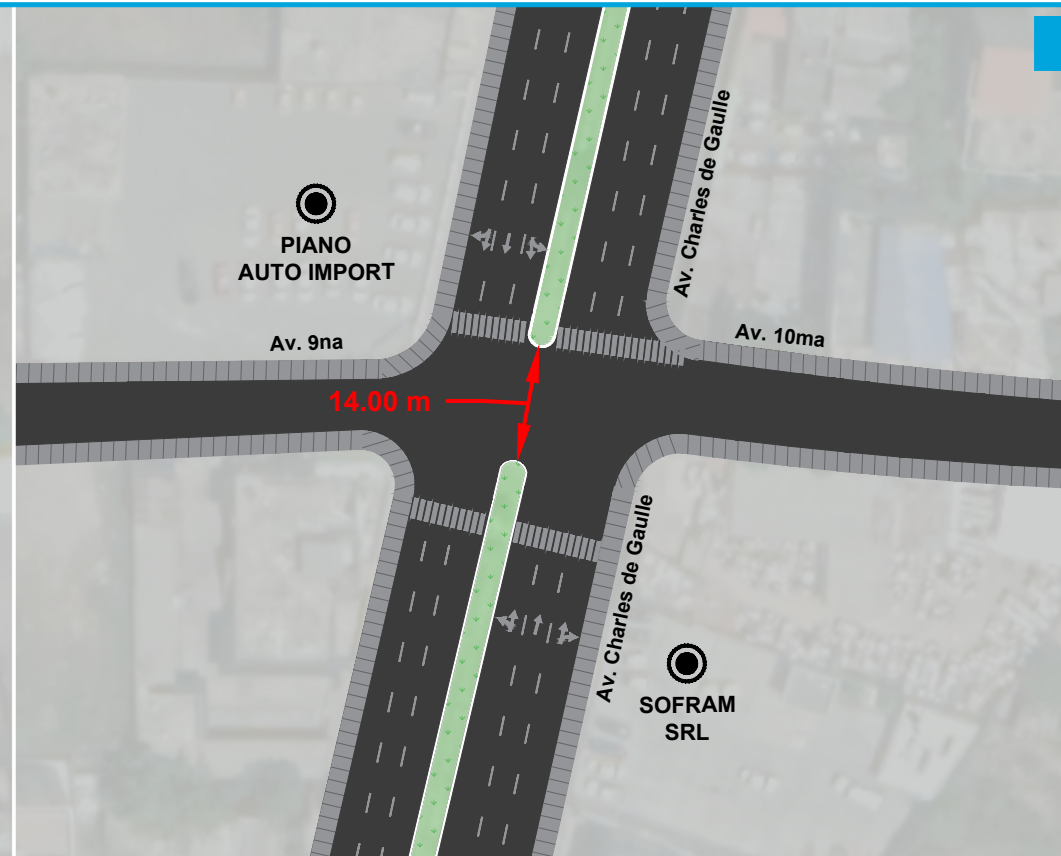 Av. Charles de Gaulle
PIANO
AUTO IMPORT
Av. 9na
Av. 10ma
14.00 m
Av. Charles de Gaulle
SOFRAM
SRL